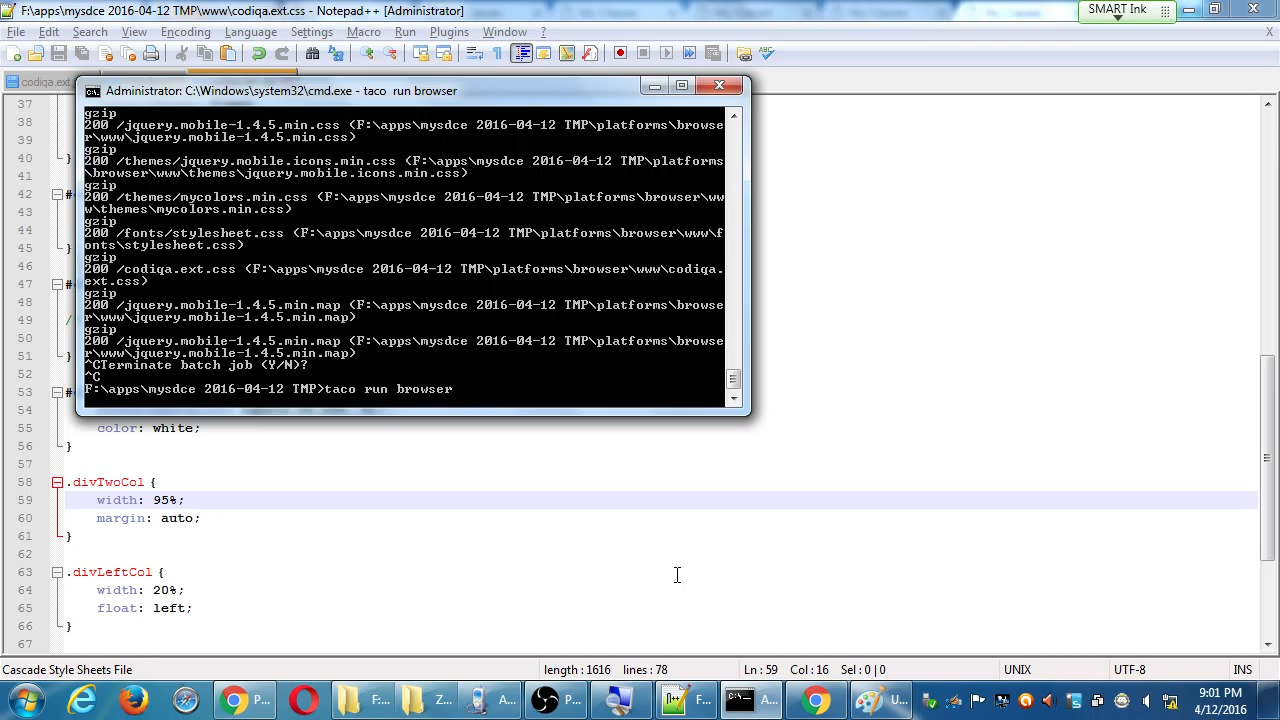 F:\apps\mysdce 2016-04-12 TMP\www\codiqa.ext.css - Notepad++ [Administrator]
SMART Ink
File Edit Search View Encoding Language Settings Macro Run Plugins Window ?
X
codiqa.ext
Administrator: C:\Windows\system32\cmd.exe - taco run browser
gzip
200 /jquery.mobile-1.4.5.min.css (F:\apps\mysdce 2016-04-12 TMP\platforms\browse
r\www\jquery.mobile-1.4.5.min.css)
gzip
200 /themes/jquery.mobile.icons.min.css (F:\apps\mysdce 2016-04-12 TMP\platforms
\browser\www\themes\jquery.mobile.icons.min.css)
gzip
200 /themes/mycolors.min.css (F:\apps\mysdce 2016-04-12 TMP\platforms\browser\ww
w\themes\mycolors.min.css)
gzip
200 /fonts/stylesheet.css (F:\apps\mysdce 2016-04-12 TMP\platforms\browser\www\f
onts\stylesheet.css)
gzip
200 /codiqa.ext.css (F:\apps\mysdce 2016-04-12 TMP\platforms\browser\www\codiqa.
ext.css)
gzip
200 /jquery.mobile-1.4.5.min.map (F:\apps\mysdce 2016-04-12 TMP\platforms\browse
r\www\jquery.mobile-1.4.5.min.map)
gzip
200 /jquery.mobile-1.4.5.min.map (F:\apps\mysdce 2016-04-12 TMP\platforms\browse
r\www\jquery.mobile-1.4.5.min.map)
^CTerminate batch job (Y/N)?
^C
F:\apps\mysdce 2016-04-12 TMP>taco run browser
37
38
39
40 }
41
42 #
43
44
45 }
46
47 #
48
49 /
50
51 }
52
53 #
54
55 color: white;
56 }
57
58 .divTwoCol {
59 width: 95%;
60 margin: auto;
61 }
62
63 .divLeftCol {
64 width: 20%;
65 float: left;
66 }
67
Cascade Style Sheets File length : 1616 lines : 78 Ln : 59 Col : 16 Sel : 0 | 0 UNIX UTF-8 INS
P... F:... Z... A... P... F... A... U...
9:01 PM
4/12/2016